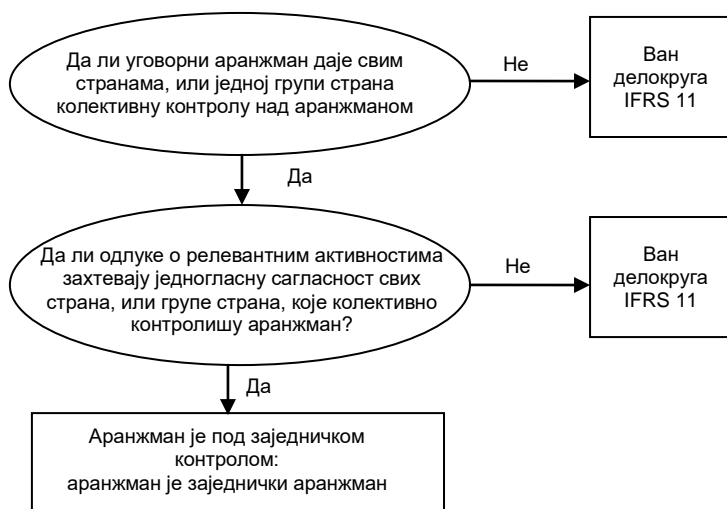 Да ли уговорни аранжман даје свим
странама, или једној групи страна
колективну контролу над аранжманом
Не
Ван
делокруга
IFRS 11
Да
Да ли одлуке о релевантним активностима
захтевају једногласну сагласност свих
страна, или групе страна, које колективно
контролишу аранжман?
Не
Ван
делокруга
IFRS 11
Да
Аранжман је под заједничком
контролом:
аранжман је заједнички аранжман